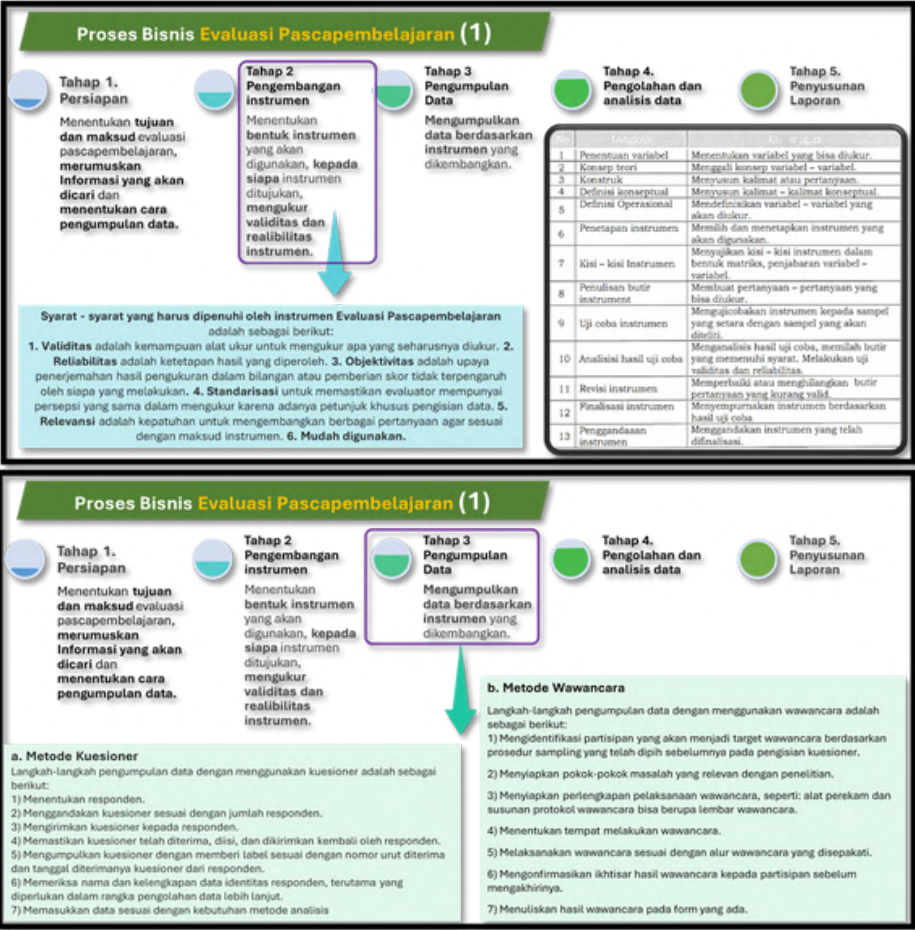 Proses Bisnis Evaluasi Pascapembelajaran (1)
Tahap 1.
Persiapan
Menentukan tujuan
dan maksud evaluasi
pascapembelajaran,
merumuskan
Informasi yang akan
dicari dan
menentukan cara
pengumpulan data.
Tahap 2
Pengembangan
instrumen
Menentukan
bentuk instrumen
yang akan
digunakan, kepada
siapa instrumen
ditujukan,
mengukur
validitas dan
realibilitas
instrumen.
Tahap 3
Pengumpulan
Data
Mengumpulkan
data berdasarkan
instrumen yang
dikembangkan.
Tahap 4.
Pengolahan dan
analisis data
Tahap 5.
Penyusunan
Laporan
Syarat - syarat yang harus dipenuhi oleh instrumen Evaluasi Pascapembelajaran
adalah sebagai berikut:
1. Validitas adalah kemampuan alat ukur untuk mengukur apa yang seharusnya diukur. 2.
Reliabilitas adalah ketetapan hasil yang diperoleh. 3. Objektivitas adalah upaya
penerjemahan hasil pengukuran dalam bilangan atau pemberian skor tidak terpengaruh
oleh siapa yang melakukan. 4. Standarisasi untuk memastikan evaluator mempunyai
persepsi yang sama dalam mengukur karena adanya petunjuk khusus pengisian data. 5.
Relevansi adalah kepatuhan untuk mengembangkan berbagai pertanyaan agar sesuai
dengan maksud instrumen. 6. Mudah digunakan.
No
1 Penentuan variabel Menentukan variabel yang bisa diukur.
2 Konsep teori Menggali konsep variabel – variabel.
3 Konstruk Menyusun kalimat atau pertanyaan.
4 Definisi konseptual Menyusun kalimat – kalimat konseptual.
5 Definisi Operasional Mendefinisikan variabel – variabel yang
akan diukur.
6 Penetapan instrumen Memilih dan menetapkan instrumen yang
akan digunakan.
7 Kisi – kisi Instrumen Menyajikan kisi – kisi instrumen dalam
bentuk matriks, penjabaran variabel –
variabel.
8 Penulisan butir
instrument Membuat pertanyaan – pertanyaan yang
bisa diukur.
9 Uji coba instrumen Mengujicobakan instrumen kepada sampel
yang setara dengan sampel yang akan
diteliti.
10 Analisisi hasil uji coba Menganalisis hasil uji coba, memilah butir
yang memenuhi syarat. Melakukan uji
validitas dan reliabilitas.
11 Revisi instrumen Memperbaiki atau menghilangkan butir
pertanyaan yang kurang valid.
12 Finalisasi instrumen Menyempurnakan instrumen berdasarkan
hasil uji coba
13 Penggandaaan
instrumen Menggandakan instrumen yang telah
difinalisasi.
Proses Bisnis Evaluasi Pascapembelajaran (1)
Tahap 1.
Persiapan
Menentukan tujuan
dan maksud evaluasi
pascapembelajaran,
merumuskan
Informasi yang akan
dicari dan
menentukan cara
pengumpulan data.
Tahap 2
Pengembangan
instrumen
Menentukan
bentuk instrumen
yang akan
digunakan, kepada
siapa instrumen
ditujukan,
mengukur
validitas dan
realibilitas
instrumen.
Tahap 3
Pengumpulan
Data
Mengumpulkan
data berdasarkan
instrumen yang
dikembangkan.
Tahap 4.
Pengolahan dan
analisis data
Tahap 5.
Penyusunan
Laporan
a. Metode Kuesioner
Langkah-langkah pengumpulan data dengan menggunakan kuesioner adalah sebagai
berikut:
1) Menentukan responden.
2) Menggandakan kuesioner sesuai dengan jumlah responden.
3) Mengirimkan kuesioner kepada responden.
4) Memastikan kuesioner telah diterima, diisi, dan dikirimkan kembali oleh responden.
5) Mengumpulkan kuesioner dengan memberi label sesuai dengan nomor urut diterima
dan tanggal diterimanya kuesioner dari responden.
6) Memeriksa nama dan kelengkapan data identitas responden, terutama yang
diperlukan dalam rangka pengolahan data lebih lanjut.
7) Memasukkan data sesuai dengan kebutuhan metode analisis
b. Metode Wawancara
Langkah-langkah pengumpulan data dengan menggunakan wawancara adalah
sebagai berikut:
1) Mengidentifikasi partisipan yang akan menjadi target wawancara berdasarkan
prosedur sampling yang telah dipih sebelumnya pada pengisian kuesioner.
2) Menyiapkan pokok-pokok masalah yang relevan dengan penelitian.
3) Menyiapkan perlengkapan pelaksanaan wawancara, seperti: alat perekam dan
susunan protokol wawancara bisa berupa lembar wawancara.
4) Menentukan tempat melakukan wawancara.
5) Melaksanakan wawancara sesuai dengan alur wawancara yang disepakati.
6) Mengonfirmasikan ikhtisar hasil wawancara kepada partisipan sebelum
mengakhirinya.
7) Menuliskan hasil wawancara pada form yang ada.